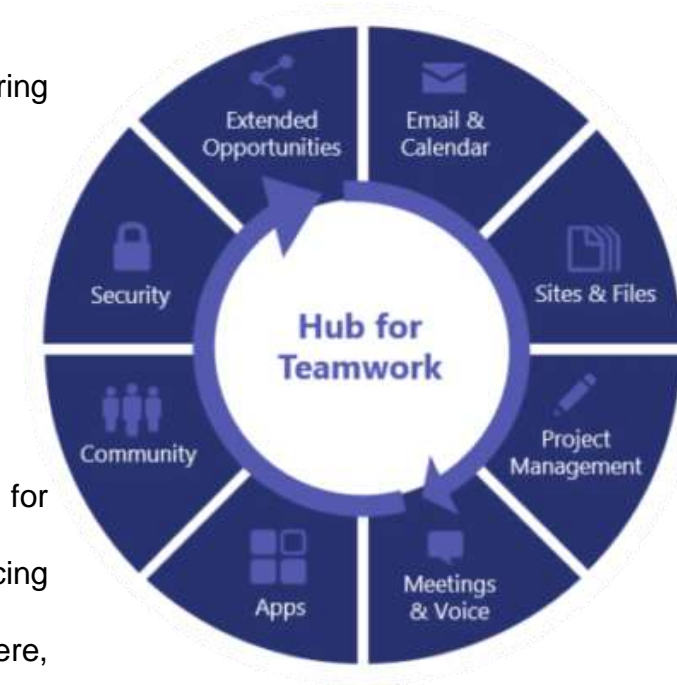 ring
Extended
Opportunities
Email &
Calendar
Sites & Files
Project
Management
Meetings
& Voice
Apps
Community
Security
Hub for
Teamwork
for
cing
ere,